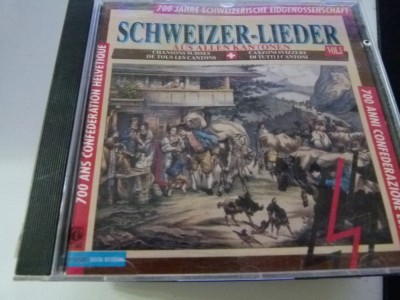 700 JAHRE SCHWEIZERISCHE EIDGENOSSENSCHAFT
SCHWEIZER-LIEDER
AUS ALLEN KANTONEN
CHANSONS SUISSES
DE TOUS LES CANTONS
CANZONI SVIZZERE
DI TUTTI I CANTONI
VOL.1
700 ANS CONFEDERATION HELVETIQUE
700 ANNI CONFEDERAZIONE